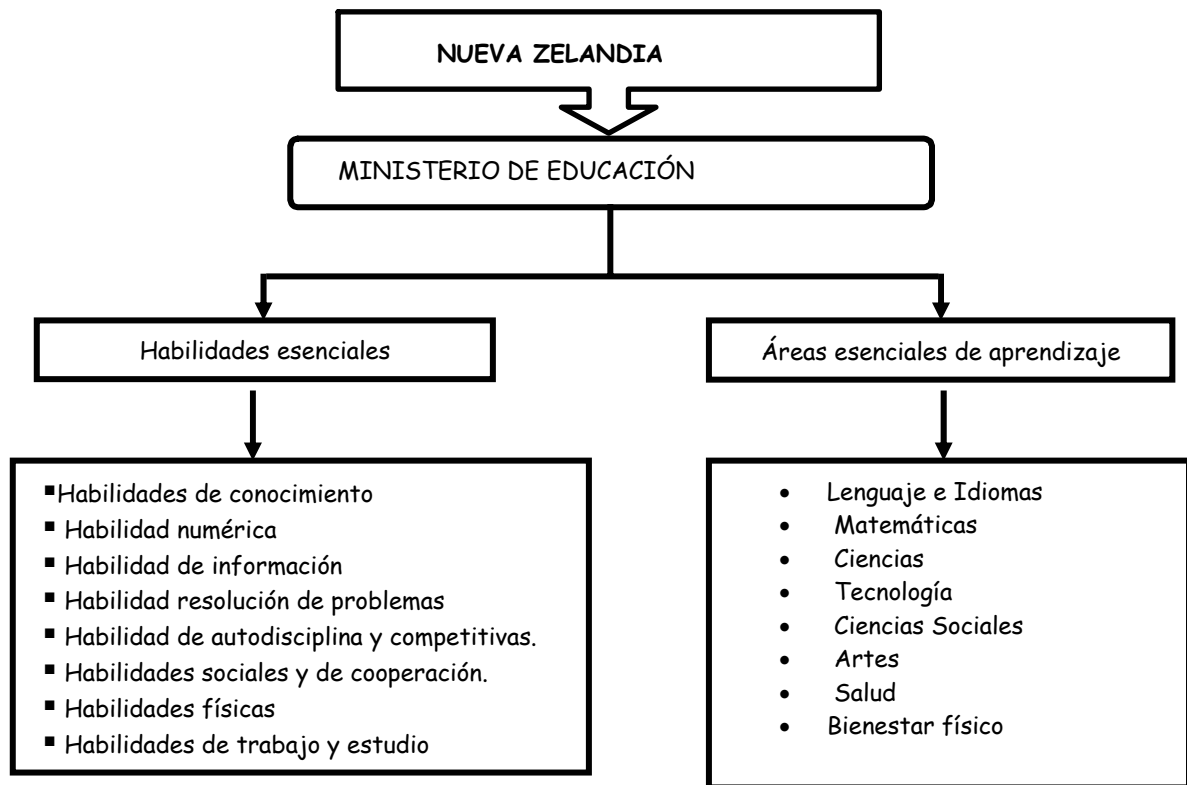 NUEVA ZELANDIA
MINISTERIO DE EDUCACIÓN
Habilidades esenciales
Áreas esenciales de aprendizaje
▪Habilidades de conocimiento
▪ Habilidad numérica
▪ Habilidad de información
▪ Habilidad resolución de problemas
▪ Habilidad de autodisciplina y competitivas.
▪ Habilidades sociales y de cooperación.
▪ Habilidades físicas
▪ Habilidades de trabajo y estudio
• Lenguaje e Idiomas
• Matemáticas
• Ciencias
• Tecnología
• Ciencias Sociales
• Artes
• Salud
• Bienestar físico